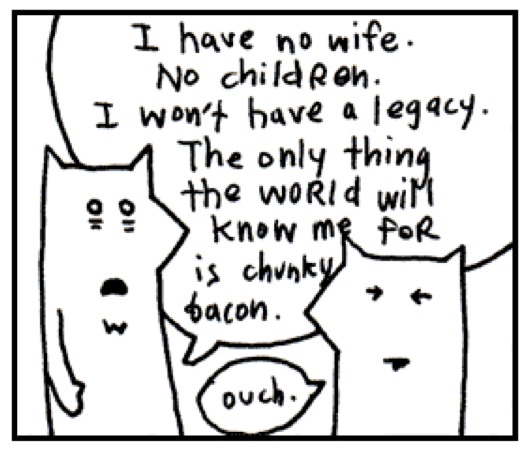 I have no wife.
No children.
I won't have a legacy.
The only thing
the world will
know me for
is chunky
bacon.
ouch.